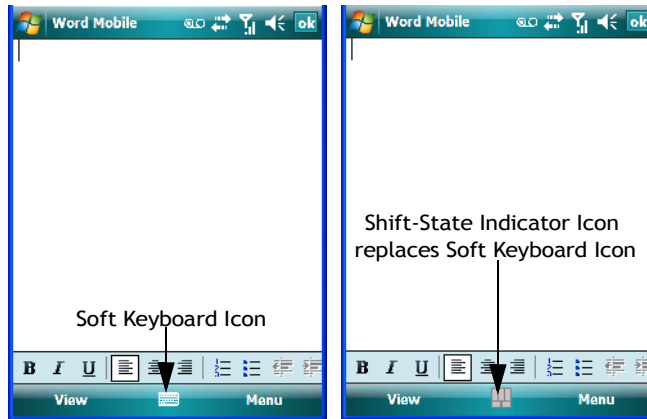 Word Mobile
ok
Soft Keyboard Icon
B I U
View
Menu
Word Mobile
ok
Shift-State Indicator Icon
replaces Soft Keyboard Icon
B I U
View
Menu